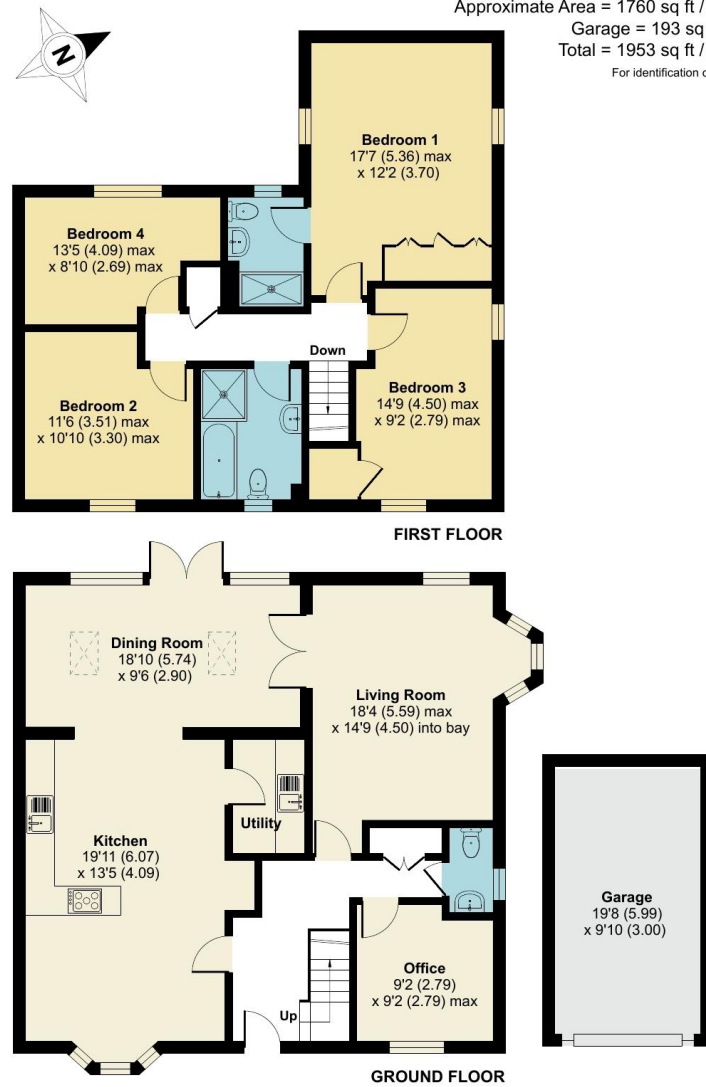 Approximate Area = 1760 sq ft /
Garage = 193 sq
Total = 1953 sq ft /
For identification
N
Bedroom 1
17'7 (5.36) max
x 12'2 (3.70)
Bedroom 4
13'5 (4.09) max
x 8'10 (2.69) max
Down
Bedroom 3
14'9 (4.50) max
x 9'2 (2.79) max
Bedroom 2
11'6 (3.51) max
x 10'10 (3.30) max
FIRST FLOOR
Dining Room
18'10 (5.74)
x 9'6 (2.90)
Living Room
18'4 (5.59) max
x 14'9 (4.50) into bay
Utility
Kitchen
19'11 (6.07)
x 13'5 (4.09)
Garage
19'8 (5.99)
x 9'10 (3.00)
Office
9'2 (2.79)
x 9'2 (2.79) max
Up
GROUND FLOOR